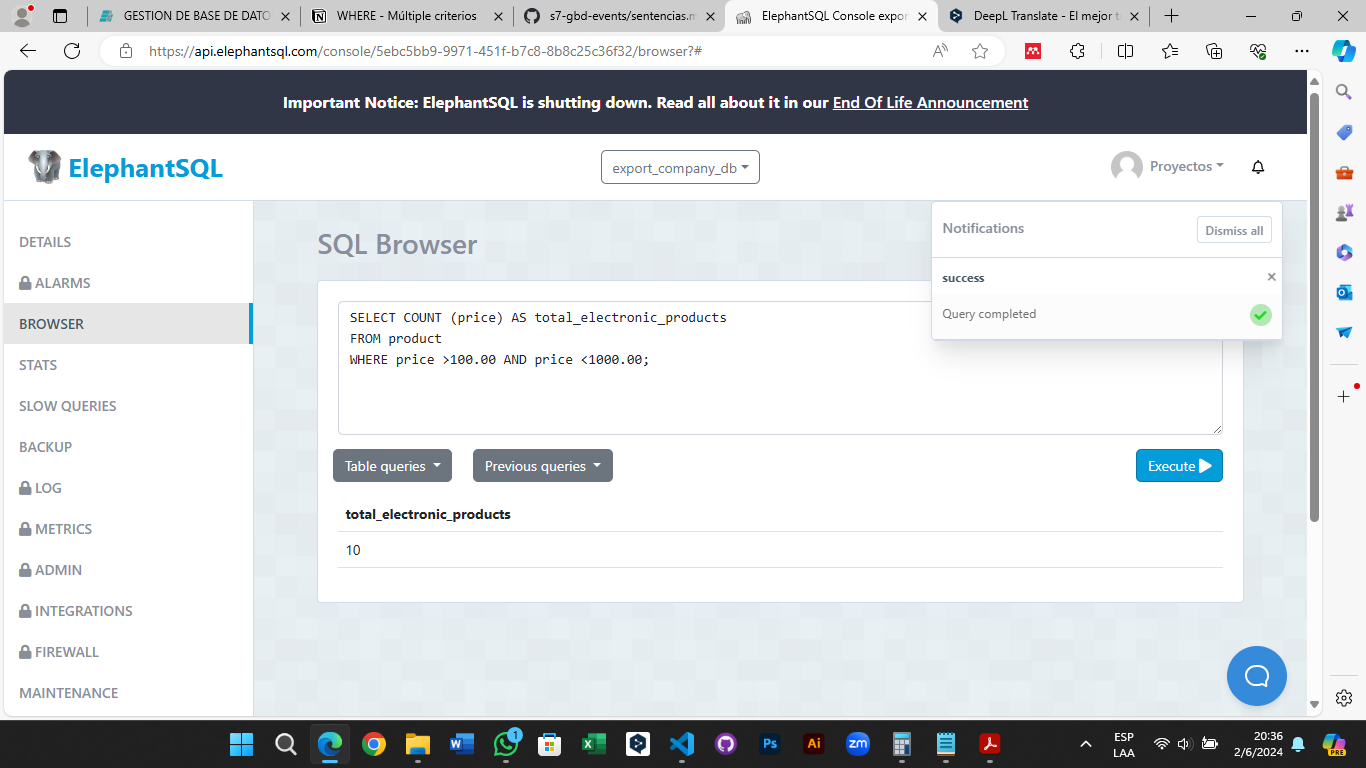 GESTION DE BASE DE DATO
WHERE - Múltiple criterios
s7-gbd-events/sentencias.m
ElephantSQL Console expor
DeepL Translate - El mejor t
https://api.elephantsql.com/console/5ebc5bb9-9971-451f-b7c8-8b8c25c36f32/browser?#
Important Notice: ElephantSQL is shutting down. Read all about it in our End Of Life Announcement
ElephantSQL
export_company_db
Proyectos
DETAILS
ALARMS
BROWSER
STATS
SLOW QUERIES
BACKUP
LOG
METRICS
ADMIN
INTEGRATIONS
FIREWALL
MAINTENANCE
SQL Browser
Notifications
Dismiss all
success
Query completed
SELECT COUNT (price) AS total_electronic_products
FROM product
WHERE price >100.00 AND price <1000.00;
Table queries
Previous queries
Execute
total_electronic_products
10
1
Ps
Ai
zm
ESP
LAA
20:36
2/6/2024
PRE